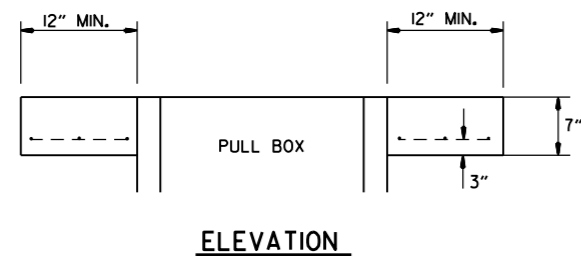 12" MIN.
12" MIN.
PULL BOX
7"
3"
ELEVATION